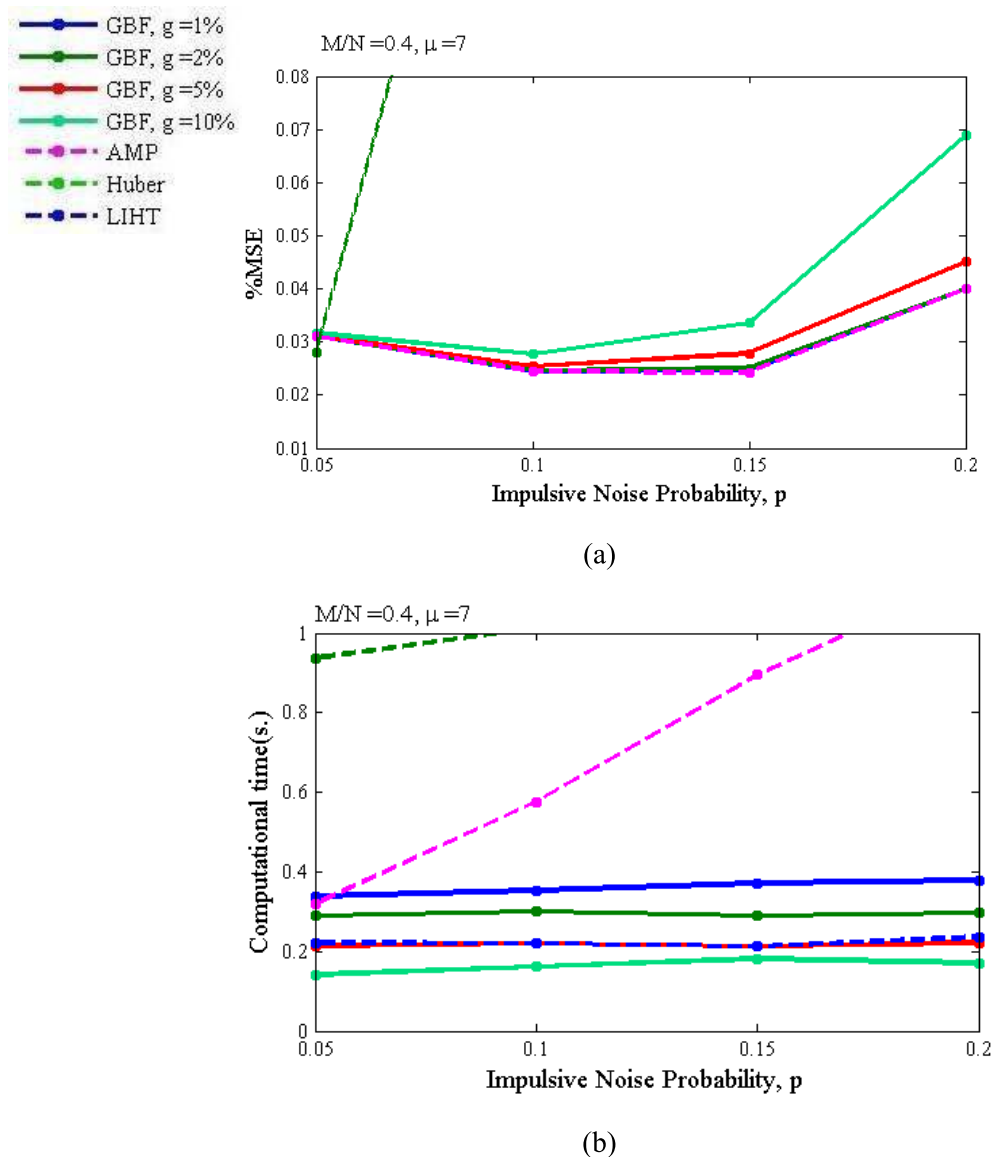 GBF, g =1%
GBF, g =2%
GBF, g =5%
GBF, g =10%
AMP
Huber
LIHT
M/N =0.4, μ =7
0.08
0.07
0.06
0.05
0.04
0.03
0.02
0.01
%MSE
0.05 0.1 0.15 0.2
Impulsive Noise Probability, p
(a)
M/N =0.4, μ =7
1
0.8
0.6
0.4
0.2
0
Computational time(s.)
0.05 0.1 0.15 0.2
Impulsive Noise Probability, p
(b)